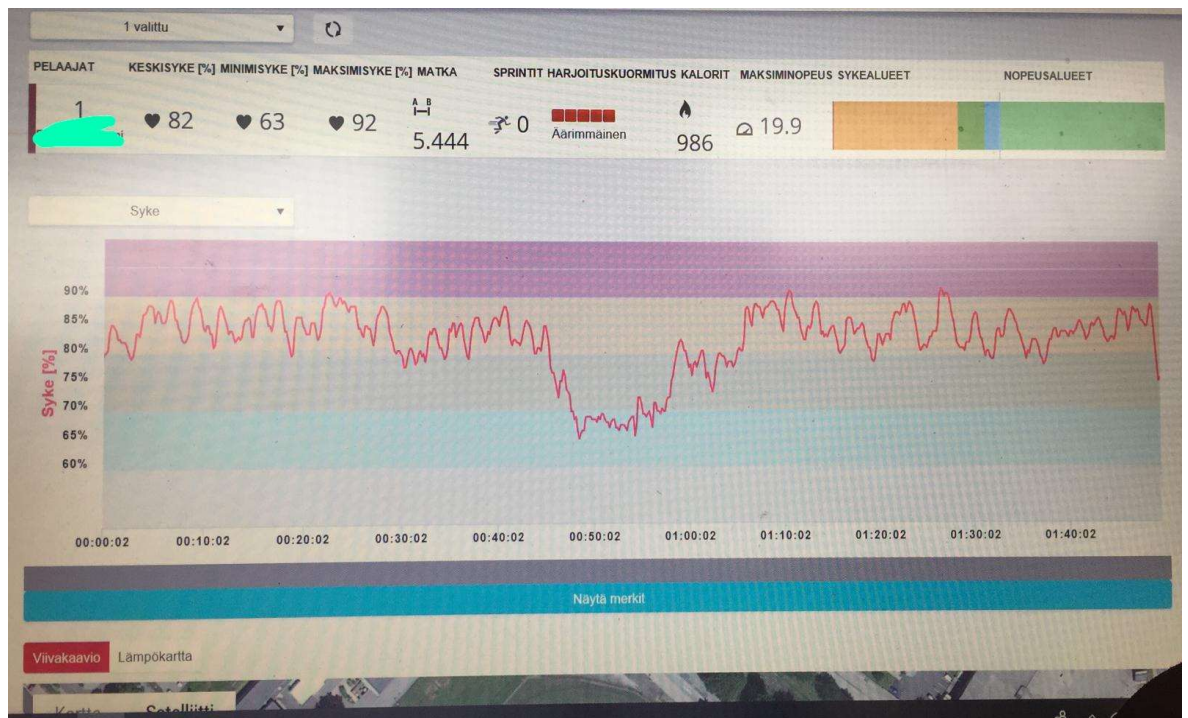 1 valittu
PELAAJAT KESKISYKE [%] MINIMISYKE [%] MAKSIMISYKE [%] MATKA SPRINTIT HARJOITUSKUORMITUS KALORIT MAKSIMINOPEUS SYKEALUEET NOPEUSALUEET
1 82 63 92 A B 5.444 0 Äärimmäinen 986 19.9
Syke
90%
85%
80%
75%
70%
65%
60%
Syke [%]
00:00:02 00:10:02 00:20:02 00:30:02 00:40:02 00:50:02 01:00:02 01:10:02 01:20:02 01:30:02 01:40:02
Näytä merkit
Viivakaavio Lämpökartta
Kartta Satelliitti